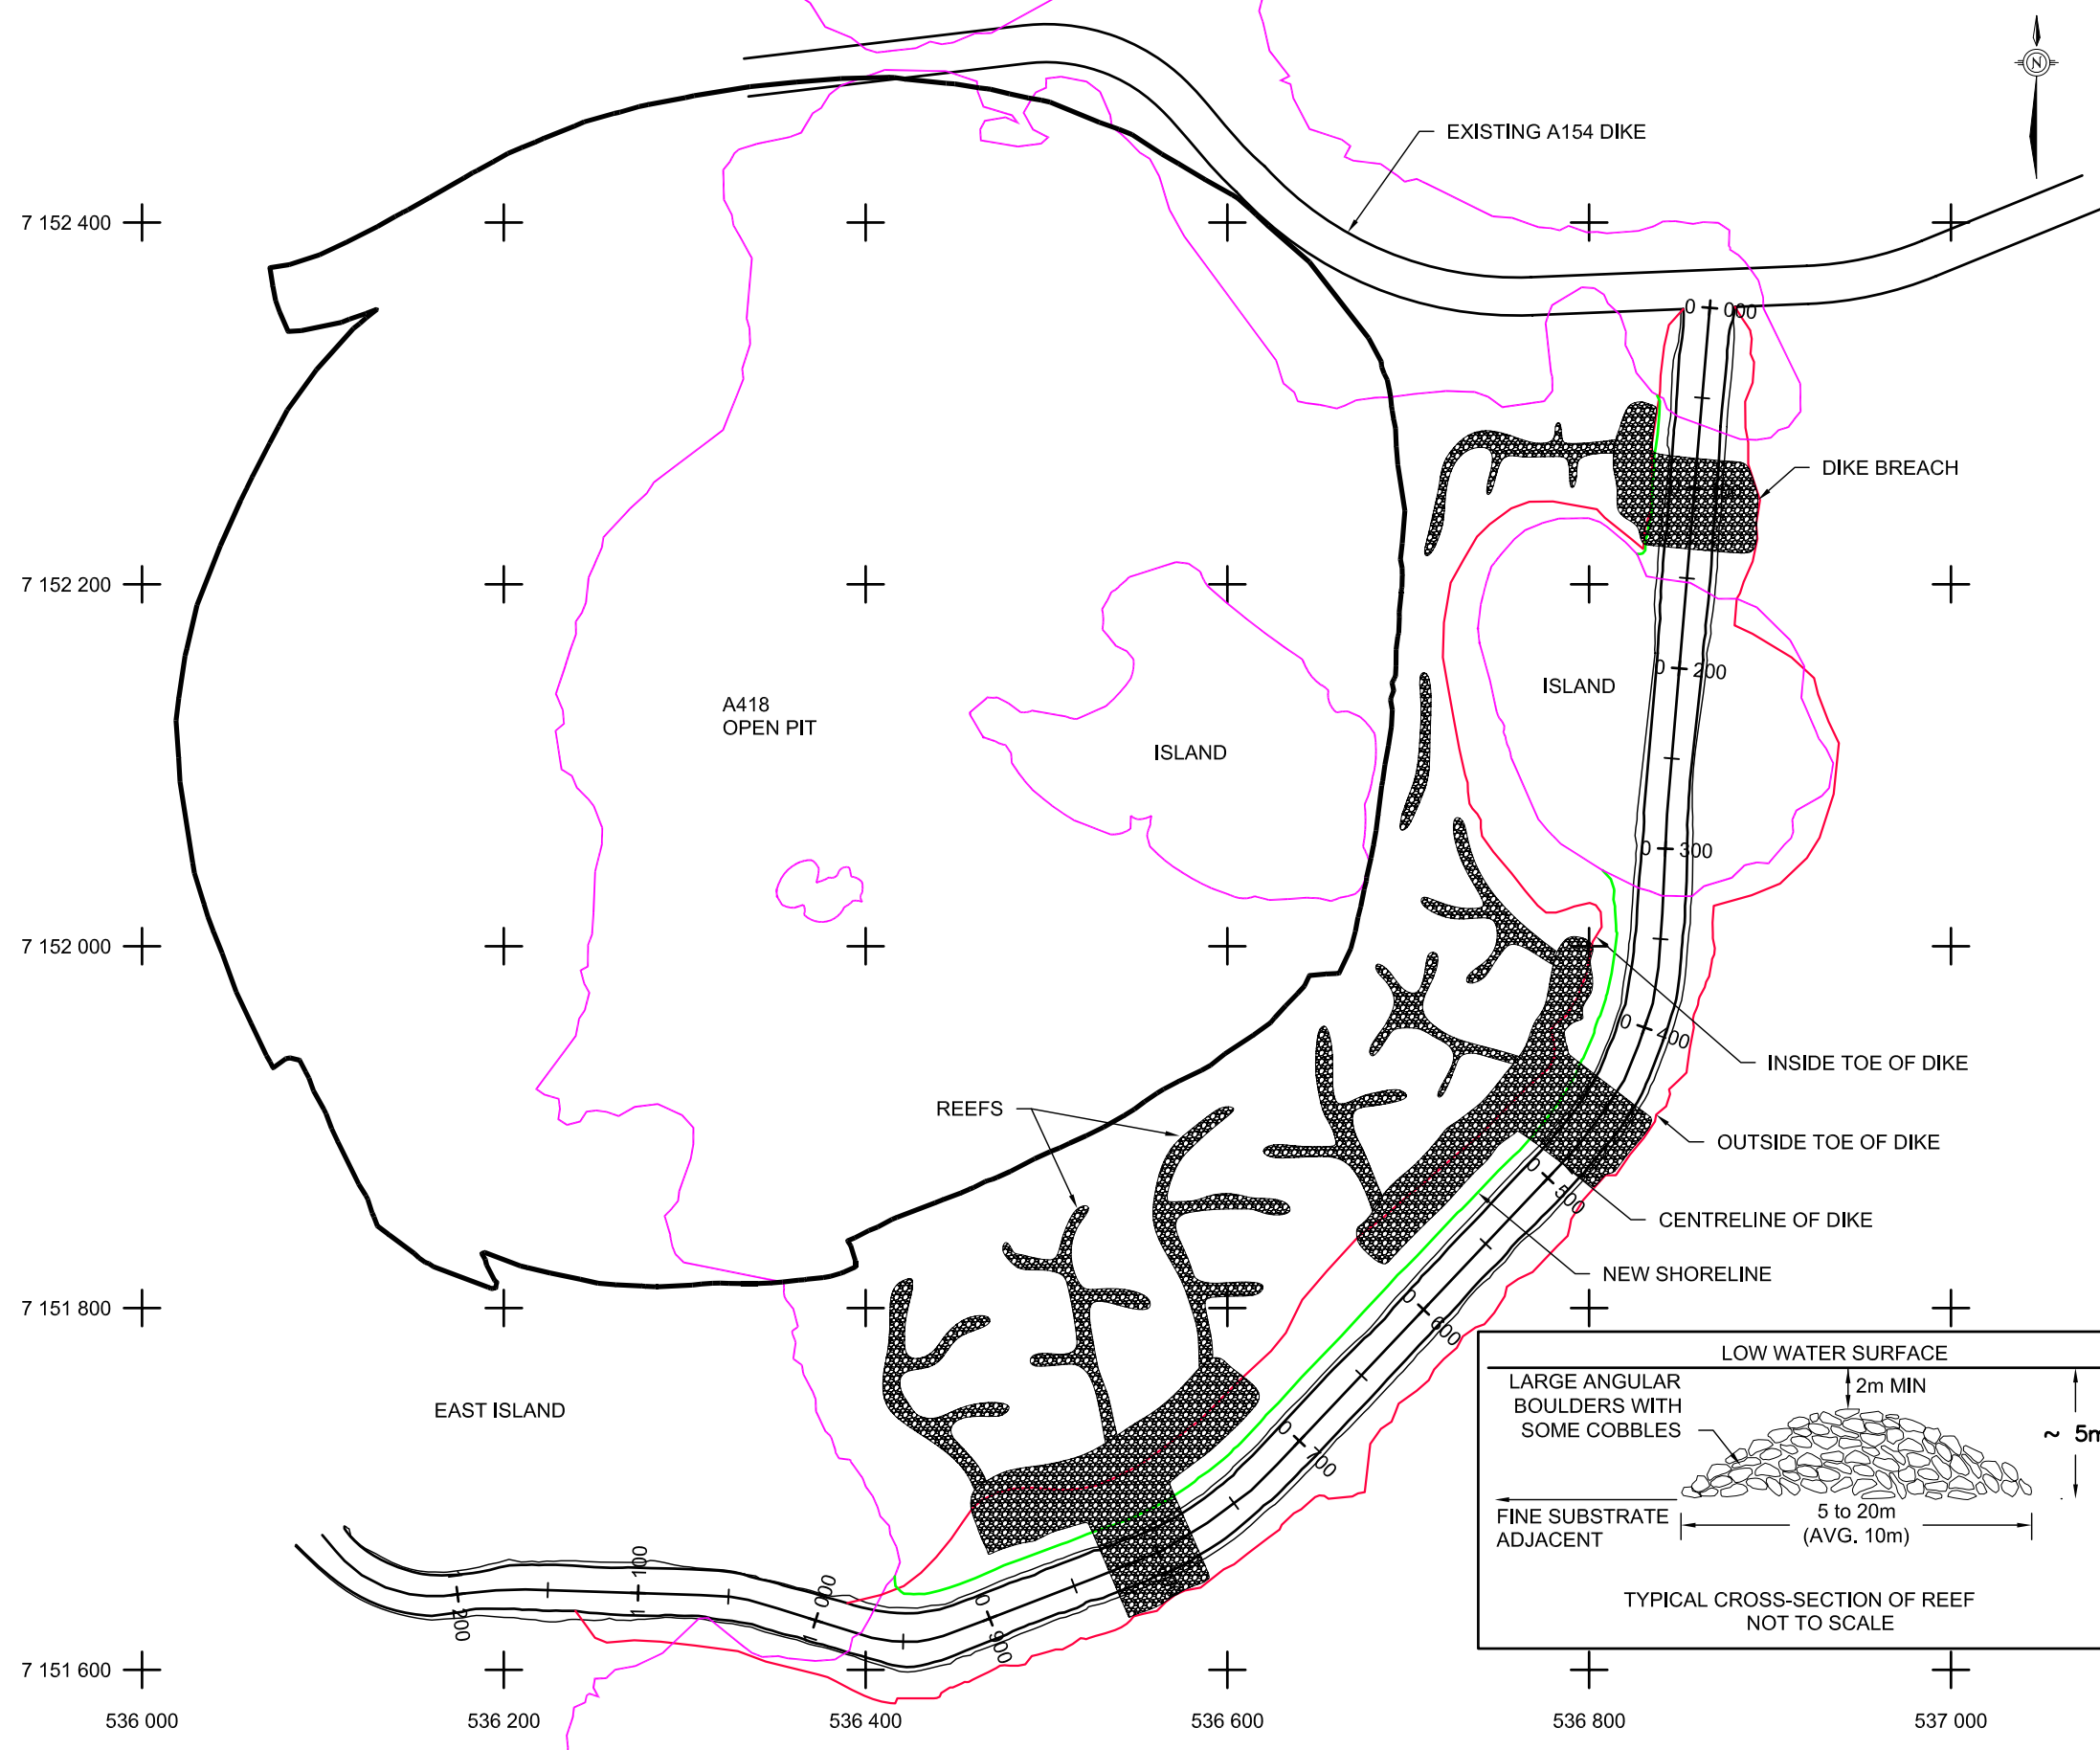 N
EXISTING A154 DIKE
7 152 400
0 000
DIKE BREACH
7 152 200
0 200
ISLAND
A418
OPEN PIT
ISLAND
0 300
7 152 000
0 400
INSIDE TOE OF DIKE
REEFS
OUTSIDE TOE OF DIKE
0 500
CENTRELINE OF DIKE
NEW SHORELINE
7 151 800
0 600
LOW WATER SURFACE
LARGE ANGULAR
BOULDERS WITH
SOME COBBLES
2m MIN
~ 5m
EAST ISLAND
0 700
FINE SUBSTRATE
ADJACENT
5 to 20m
(AVG. 10m)
TYPICAL CROSS-SECTION OF REEF
NOT TO SCALE
0 900
1 000
1 100
200
7 151 600
536 000
536 200
536 400
536 600
536 800
537 000